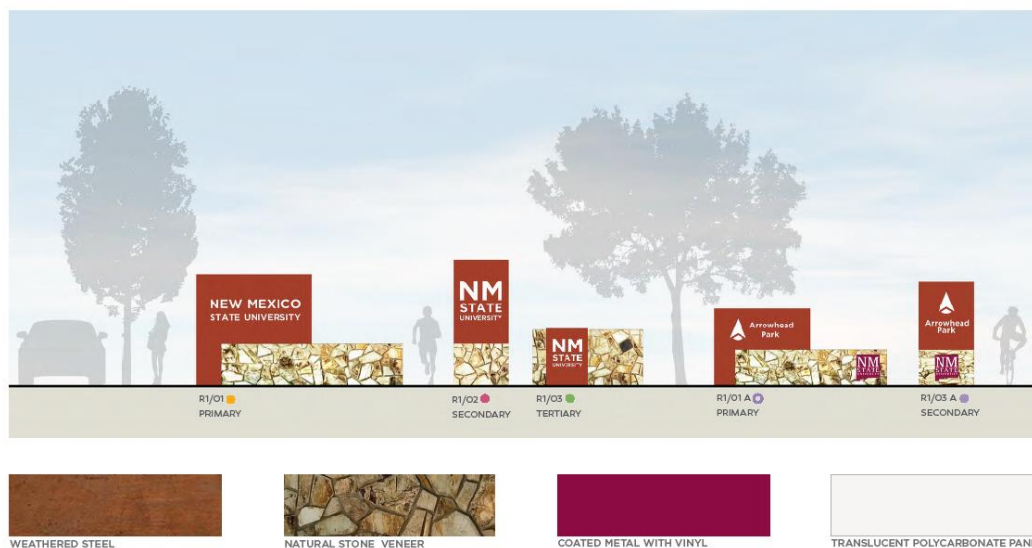 NEW MEXICO
STATE UNIVERSITY
NM
STATE
UNIVERSITY
NM
STATE
UNIVERSITY
Arrowhead
Park
NM
STATE
Arrowhead
Park
NM
STATE
R1/01
PRIMARY
R1/02
SECONDARY
R1/03
TERTIARY
R1/01 A
PRIMARY
R1/03 A
SECONDARY
WEATHERED STEEL
NATURAL STONE VENEER
COATED METAL WITH VINYL
TRANSLUCENT POLYCARBONATE PAN